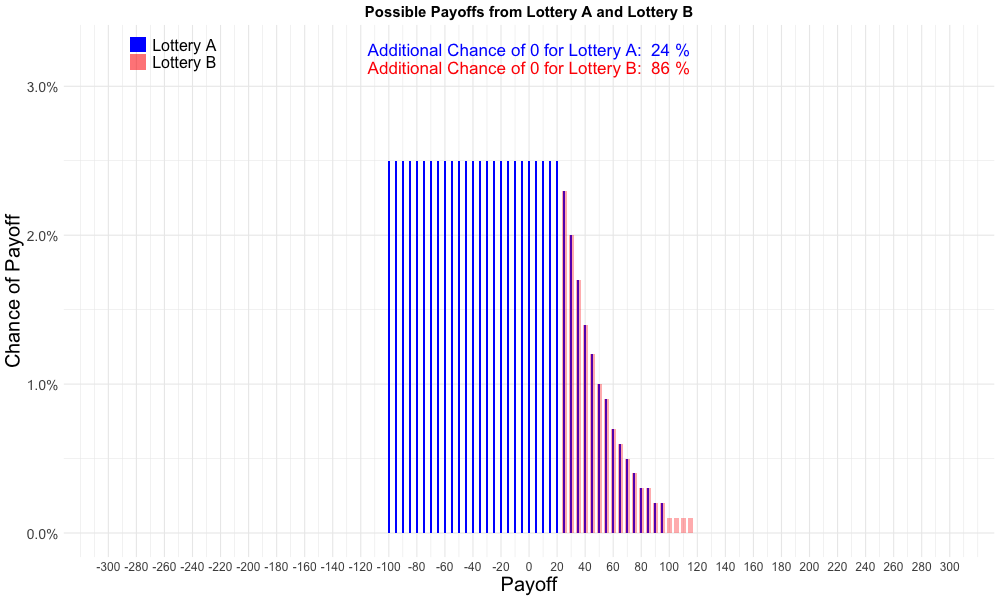 Possible Payoffs from Lottery A and Lottery B
Lottery A
Lottery B
Additional Chance of 0 for Lottery A:  24 %
Additional Chance of 0 for Lottery B:  86 %
Chance of Payoff
3.0%
2.0%
1.0%
0.0%
-300 -280 -260 -240 -220 -200 -180 -160 -140 -120 -100 -80 -60 -40 -20 0 20 40 60 80 100 120 140 160 180 200 220 240 260 280 300
Payoff